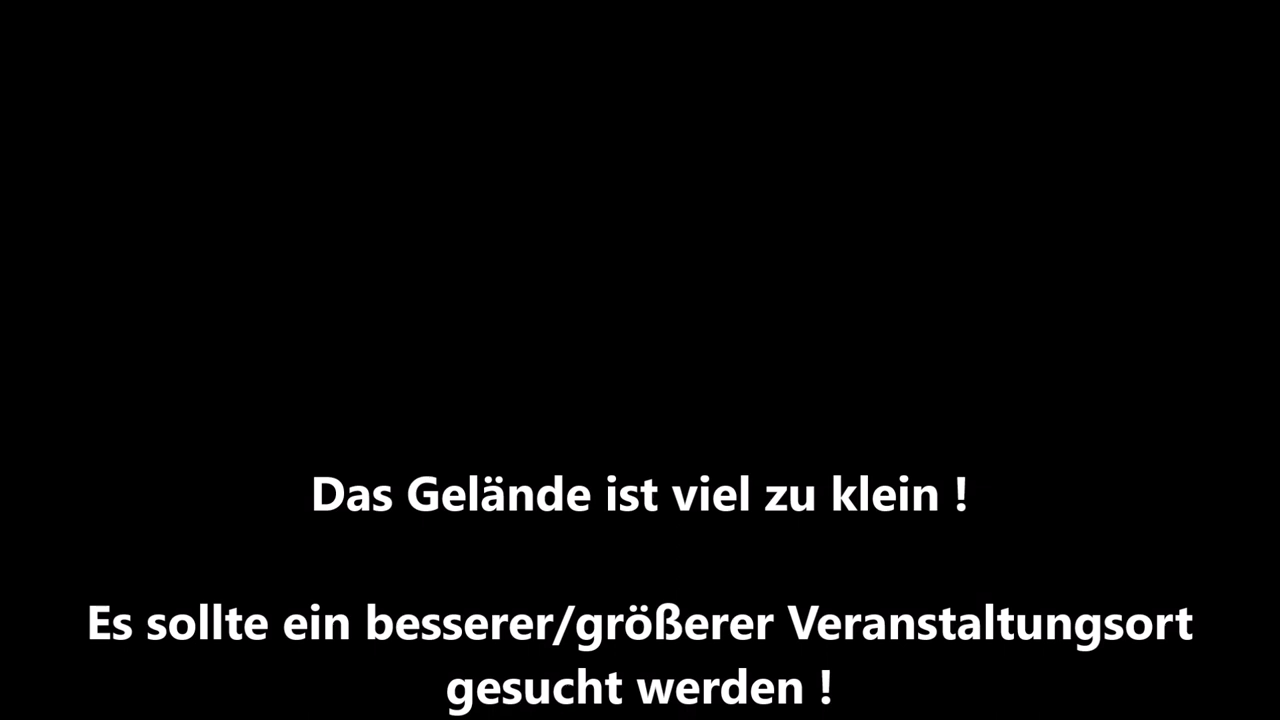 Das Gelände ist viel zu klein !
Es sollte ein besserer/größerer Veranstaltungsort
gesucht werden !